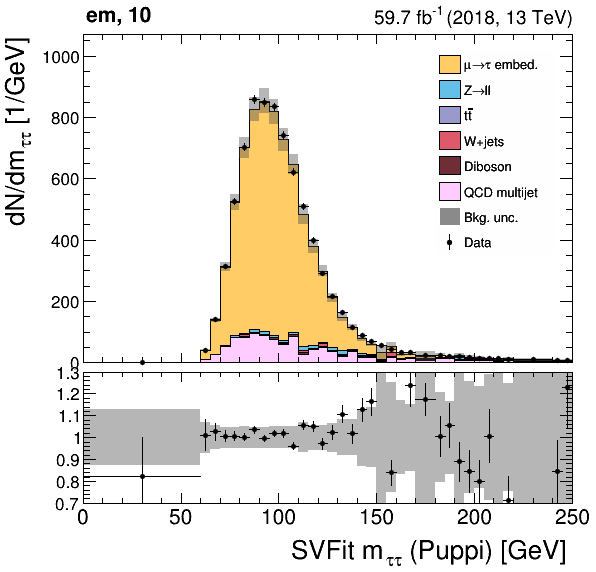 em, 10 59.7 fb⁻¹ (2018, 13 TeV)
dN/dmττ [1/GeV]
1000
800
600
400
200
0
μ→τ embed.
Z→ll
tt̄
W+jets
Diboson
QCD multijet
Bkg. unc.
Data
1.3
1.2
1.1
1
0.9
0.8
0.7
0 50 100 150 200 250
SVFit mττ (Puppi) [GeV]